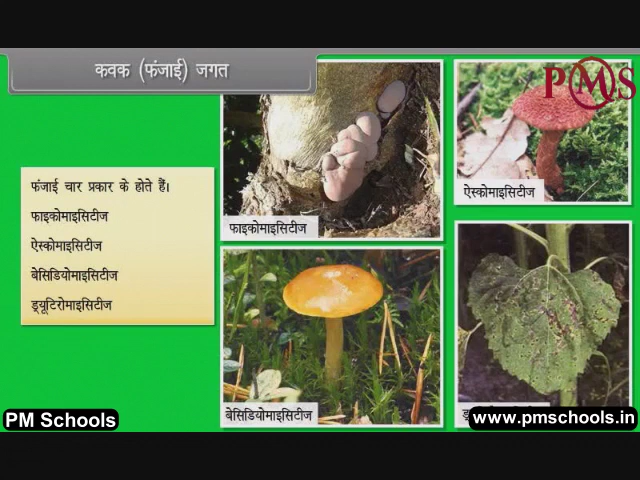 कवक (फंजाई) जगत
PMS
फंजाई चार प्रकार के होते हैं।
फाइकोमाइसिटीज
ऐस्कोमाइसिटीज
बेसिडियोमाइसिटीज
ड्यूटिरोमाइसिटीज
फाइकोमाइसिटीज
ऐस्कोमाइसिटीज
बेसिडियोमाइसिटीज
PM Schools
www.pmschools.in